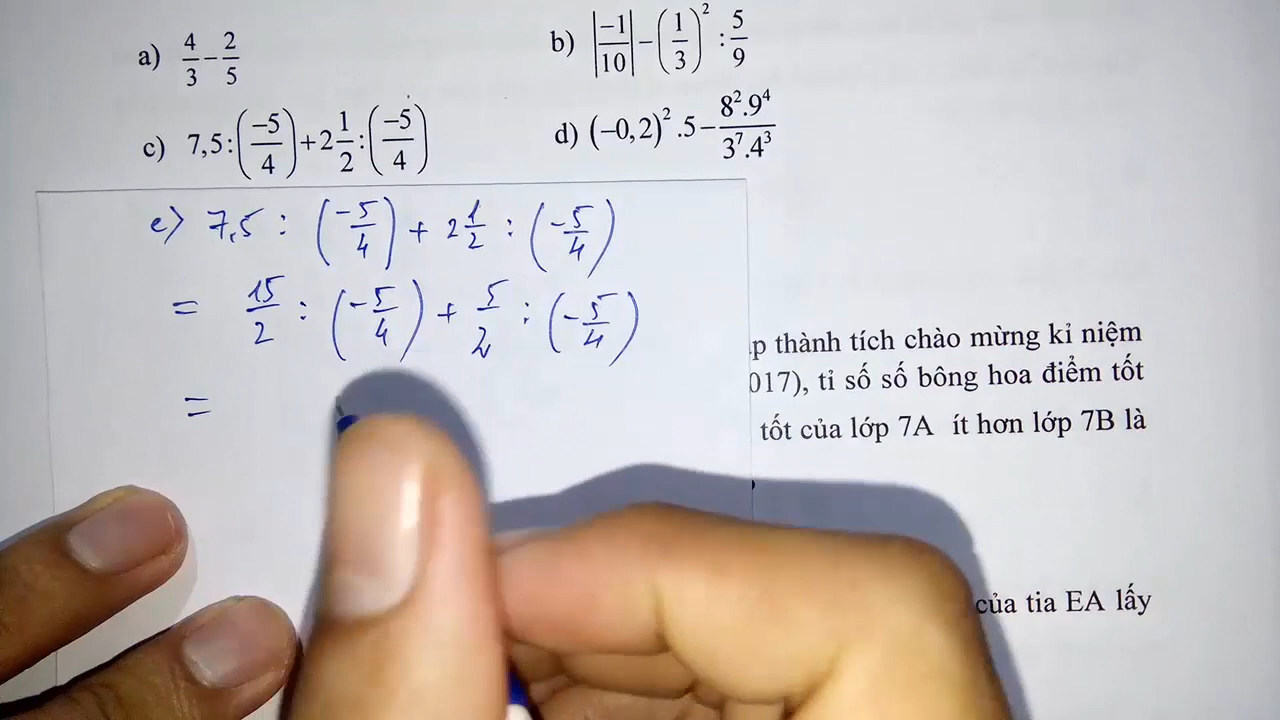 a) 4/3 − 2/5
b) |−1/10| − (1/3)² : 5/9
c) 7,5 : (−5/4) + 2 1/2 : (−5/4)
d) (−0,2)² .5 − 8².9⁴/3⁷.4³
c) 7,5 : (−5/4) + 2 1/2 : (−5/4)
= 15/2 : (−5/4) + 5/2 : (−5/4)
=
p thành tích chào mừng kỉ niệm
017), tỉ số số bông hoa điểm tốt
tốt của lớp 7A ít hơn lớp 7B là
của tia EA lấy